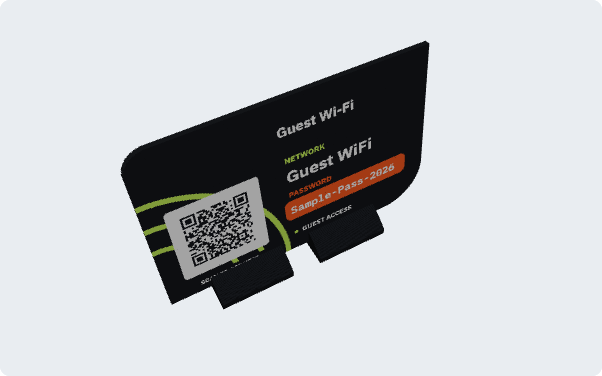 Guest Wi-Fi
NETWORK
Guest WiFi
PASSWORD
Sample-Pass-2026
GUEST ACCESS